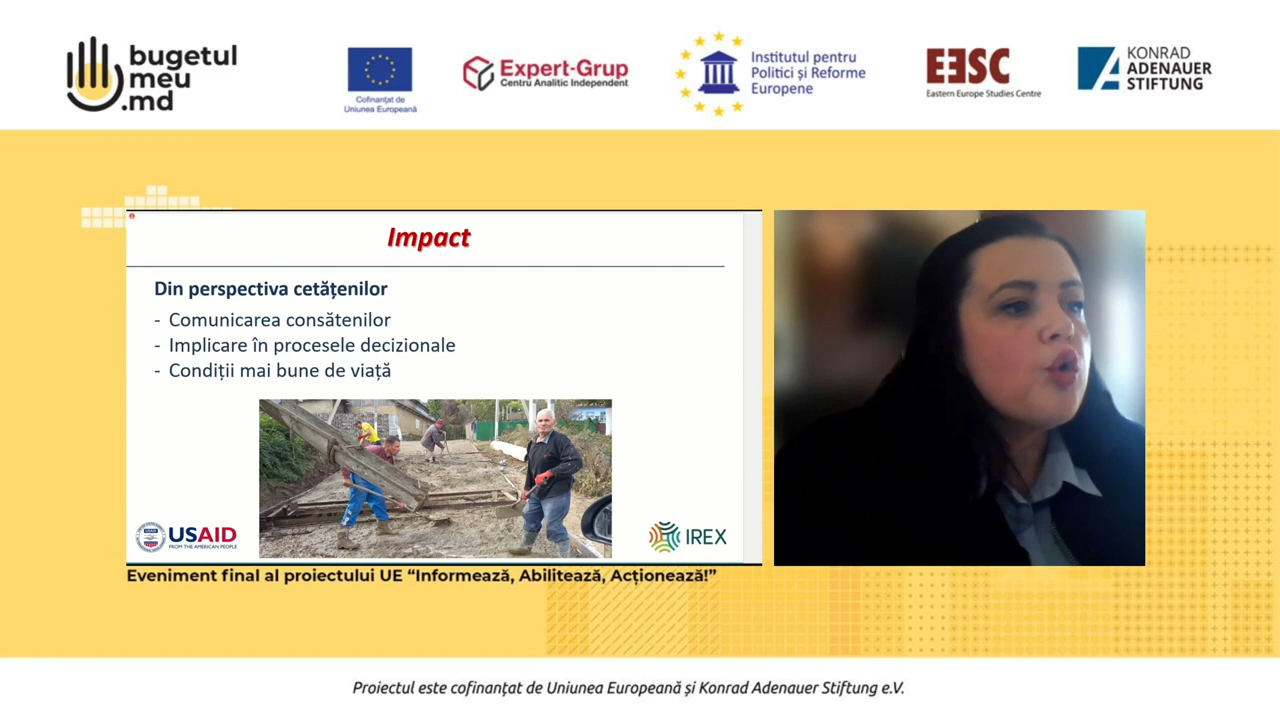 bugetul
meu
.md
Cofinanțat de
Uniunea Europeană
Expert-Grup
Centru Analitic Independent
Institutul pentru
Politici și Reforme
Europene
EESC
Eastern Europe Studies Centre
KONRAD
ADENAUER
STIFTUNG
Impact
Din perspectiva cetățenilor
- Comunicarea consătenilor
- Implicare în procesele decizionale
- Condiții mai bune de viață
USAID
FROM THE AMERICAN PEOPLE
IREX
Eveniment final al proiectului UE “Informează, Abilitează, Acționează!”
Proiectul este cofinanțat de Uniunea Europeană și Konrad Adenauer Stiftung e.V.